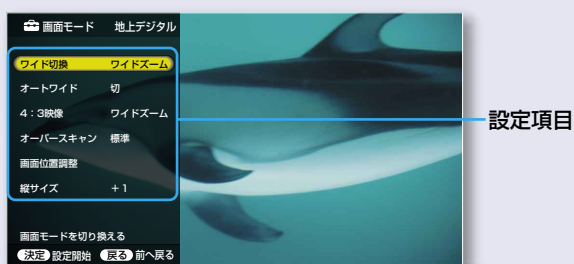 画面モード 地上デジタル
ワイド切換 ワイドズーム
オートワイド 切
4:3映像 ワイドズーム
オーバースキャン 標準
画面位置調整
縦サイズ +1
設定項目
画面モードを切り換える
決定 設定開始 戻る 前へ戻る